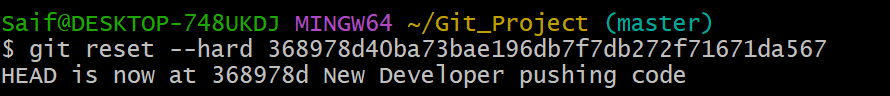 Saif@DESKTOP-748UKDJ MINGW64 ~/Git_Project (master)
$ git reset --hard 368978d40ba73bae196db7f7db272f71671da567
HEAD is now at 368978d New Developer pushing code